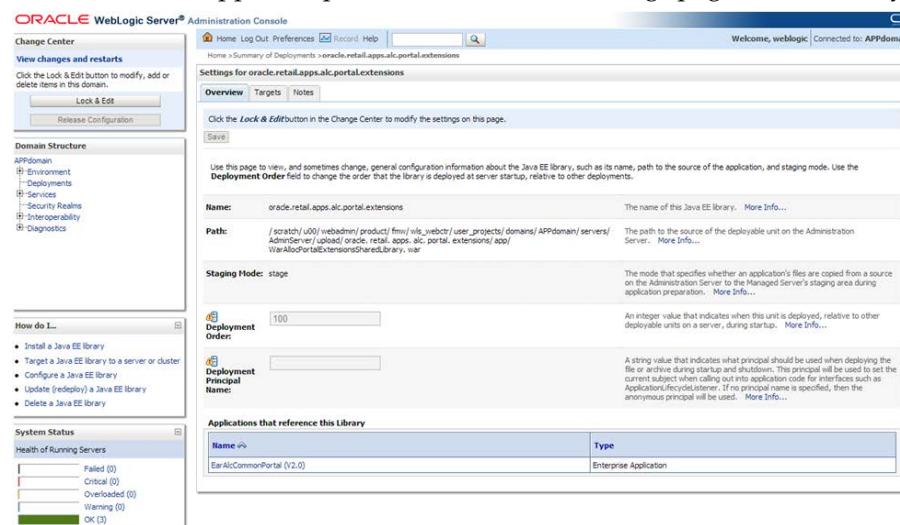 ORACLE WebLogic Server® Administration Console
Change Center
View changes and restarts
Click the Lock & Edit button to modify, add or
delete items in this domain.
Lock & Edit
Release Configuration
Domain Structure
APPdomain
Environment
Deployments
Services
Security Realms
Interoperability
Diagnostics
How do I...
Install a Java EE library
Target a Java EE library to a server or cluster
Configure a Java EE library
Update (redeploy) a Java EE library
Delete a Java EE library
System Status
Health of Running Servers
Failed (0)
Critical (0)
Overloaded (0)
Warning (0)
OK (3)
Home Log Out Preferences Record Help
Welcome, weblogic Connected to: APPdoma
Home >Summary of Deployments >oracle.retail.apps.alc.portal.extensions
Settings for oracle.retail.apps.alc.portal.extensions
Overview Targets Notes
Click the Lock & Edit button in the Change Center to modify the settings on this page.
Save
Use this page to view, and sometimes change, general configuration information about the Java EE library, such as its name, path to the source of the application, and staging mode. Use the
Deployment Order field to change the order that the library is deployed at server startup, relative to other deployments.
Name: oracle.retail.apps.alc.portal.extensions The name of this Java EE library. More Info...
Path: / scratch/ u00/ webadmin/ product/ fmw/ wls_webctr/ user_projects/ domains/ APPdomain/ servers/
AdminServer/ upload/ oracle. retail. apps. alc. portal. extensions/ app/
WarAllocPortalExtensionsSharedLibrary. war
The path to the source of the deployable unit on the Administration
Server. More Info...
Staging Mode: stage
The mode that specifies whether an application's files are copied from a source
on the Administration Server to the Managed Server's staging area during
application preparation. More Info...
Deployment
Order:
100
An integer value that indicates when this unit is deployed, relative to other
deployable units on a server, during startup. More Info...
Deployment
Principal
Name:
A string value that indicates what principal should be used when deploying the
file or archive during startup and shutdown. This principal will be used to set the
current subject when calling out into application code for interfaces such as
ApplicationLifecycleListener. If no principal name is specified, then the
anonymous principal will be used. More Info...
Applications that reference this Library
Name Type
EarAlcCommonPortal (V2.0) Enterprise Application